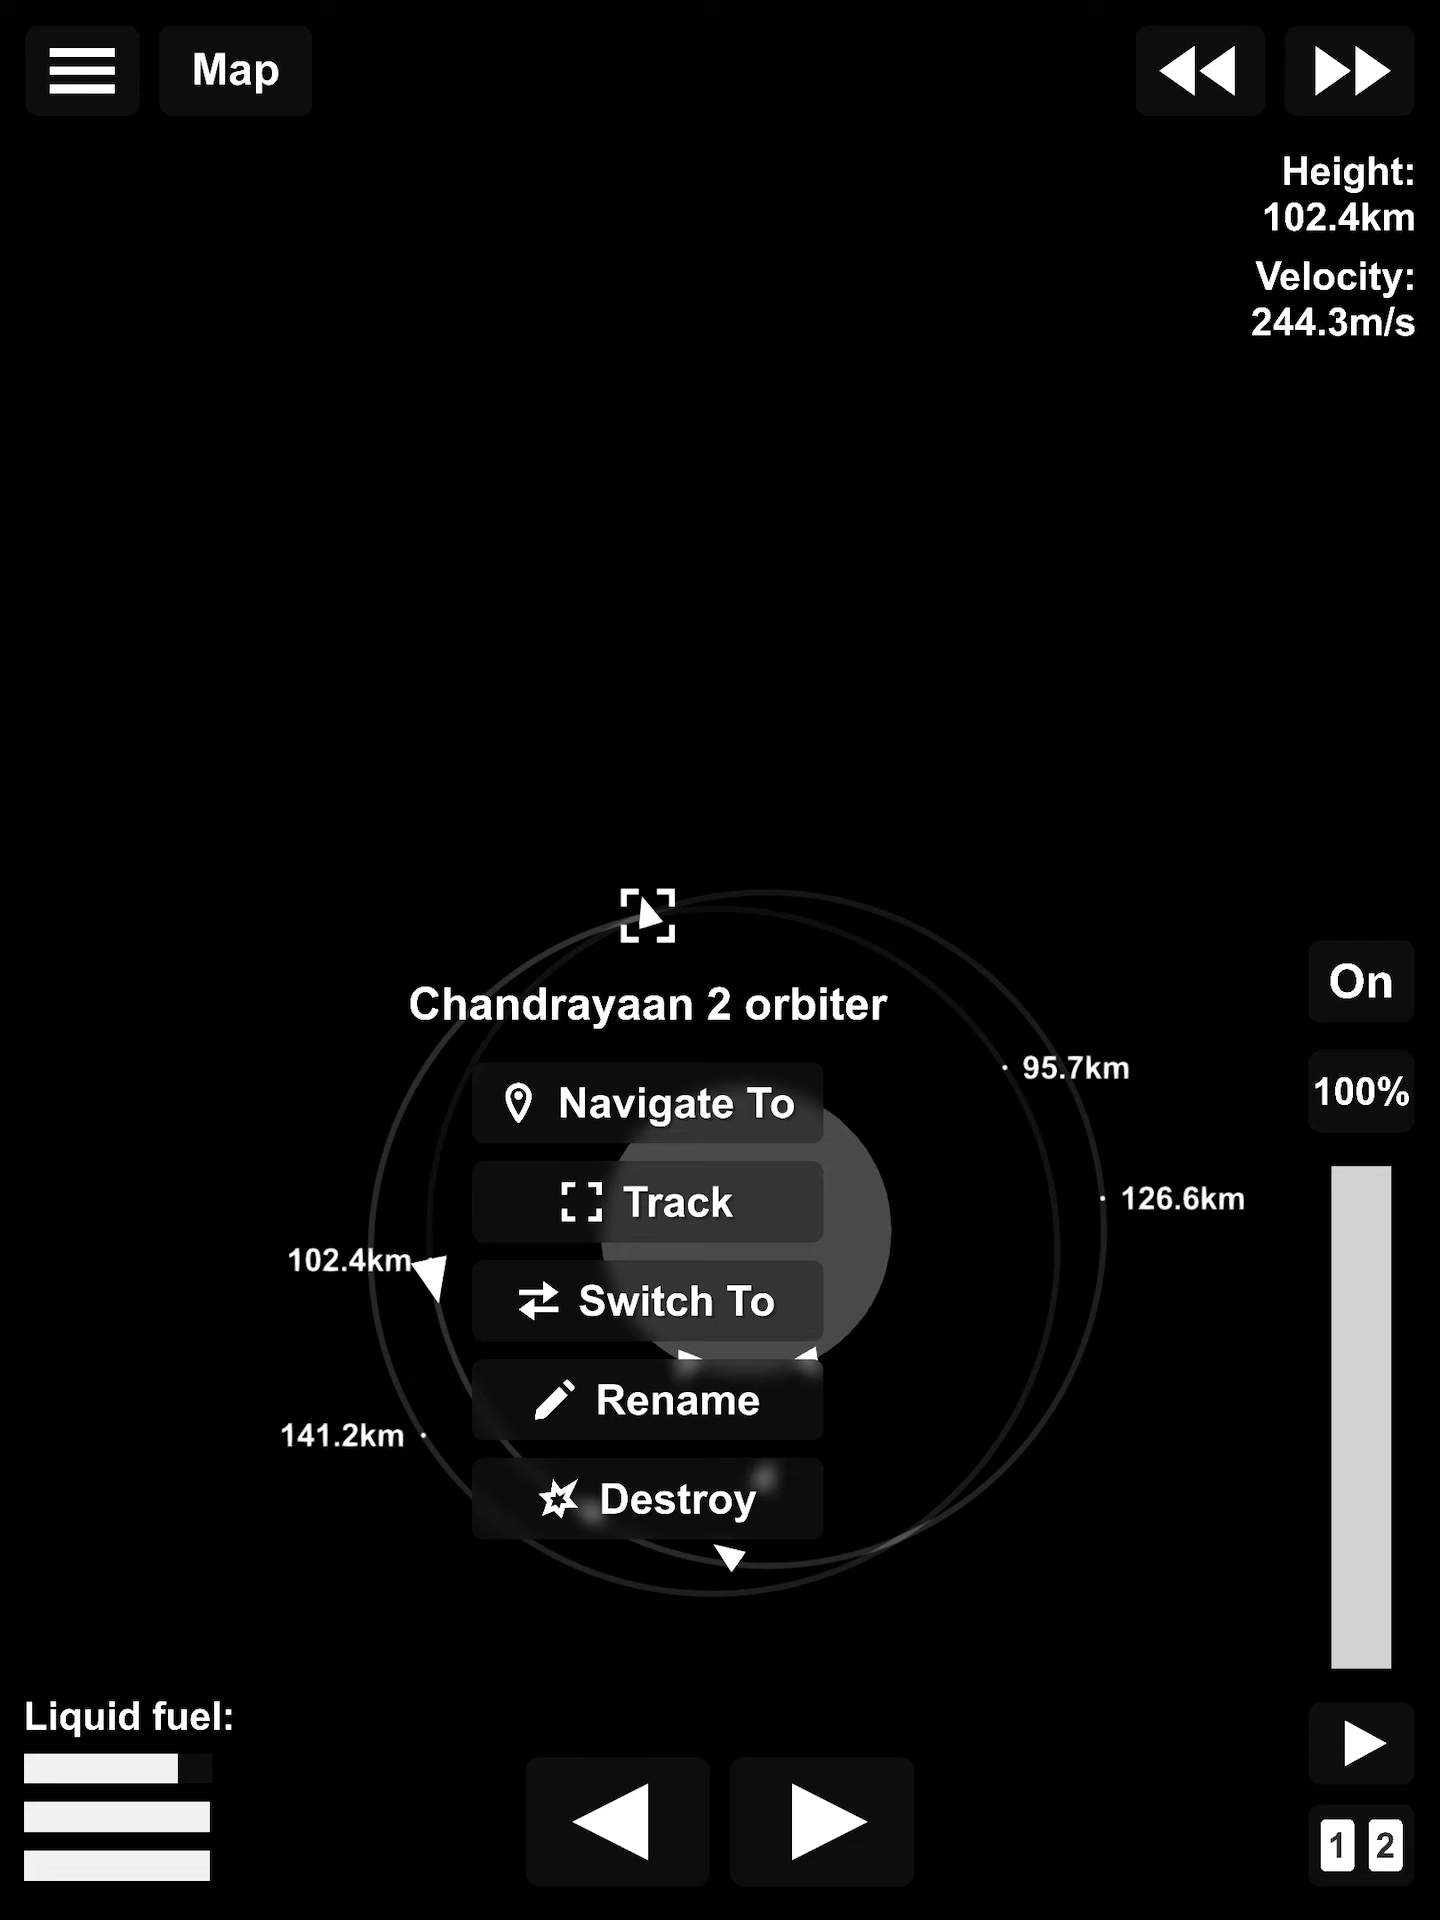 Map
Height:
102.4km
Velocity:
244.3m/s
Chandrayaan 2 orbiter
On
Navigate To
95.7km
100%
Track
126.6km
102.4km
Switch To
Rename
141.2km
Destroy
Liquid fuel:
1 2